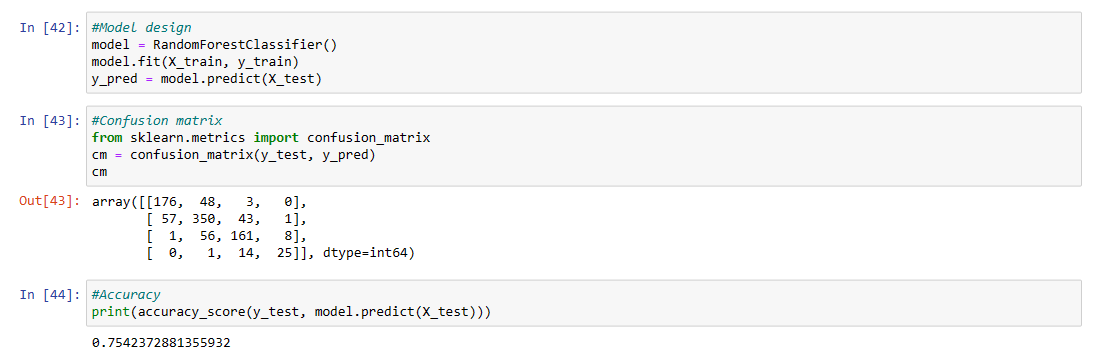 In [42]: #Model design
model = RandomForestClassifier()
model.fit(X_train, y_train)
y_pred = model.predict(X_test)
In [43]: #Confusion matrix
from sklearn.metrics import confusion_matrix
cm = confusion_matrix(y_test, y_pred)
cm
Out[43]: array([[176,  48,   3,   0],
       [ 57, 350,  43,   1],
       [  1,  56, 161,   8],
       [  0,   1,  14,  25]], dtype=int64)
In [44]: #Accuracy
print(accuracy_score(y_test, model.predict(X_test)))
0.7542372881355932